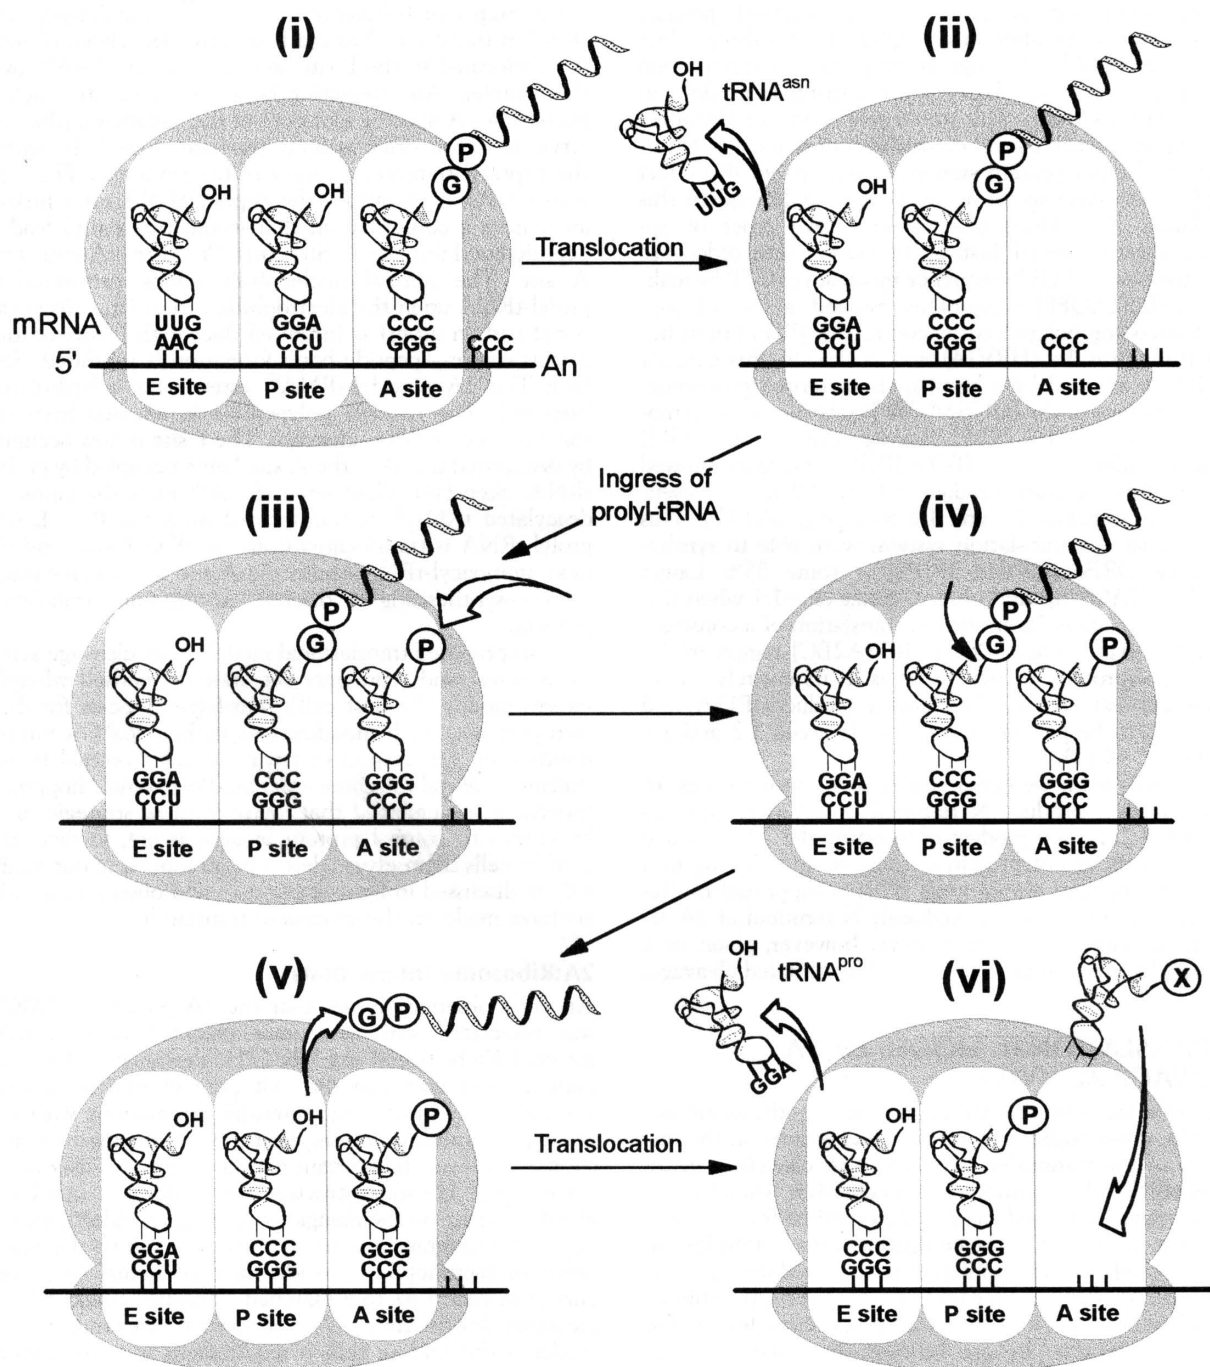 (i)
OH
OH
P
G
mRNA
UUG
GGA
CCC
AAC
CCU
GGG
CCC
5'
An
E site
P site
A site
Translocation
(ii)
OH
tRNA^asn
UUG
OH
P
G
GGA
CCC
CCU
GGG
CCC
E site
P site
A site
Ingress of
prolyl-tRNA
(iii)
OH
P
G
P
GGA
CCC
GGG
CCU
GGG
CCC
E site
P site
A site
(iv)
OH
P
G
P
GGA
CCC
GGG
CCU
GGG
CCC
E site
P site
A site
(v)
G
P
OH
OH
P
GGA
CCC
GGG
CCU
GGG
CCC
E site
P site
A site
Translocation
(vi)
OH
tRNA^pro
GGA
X
OH
P
CCC
GGG
GGG
CCC
E site
P site
A site